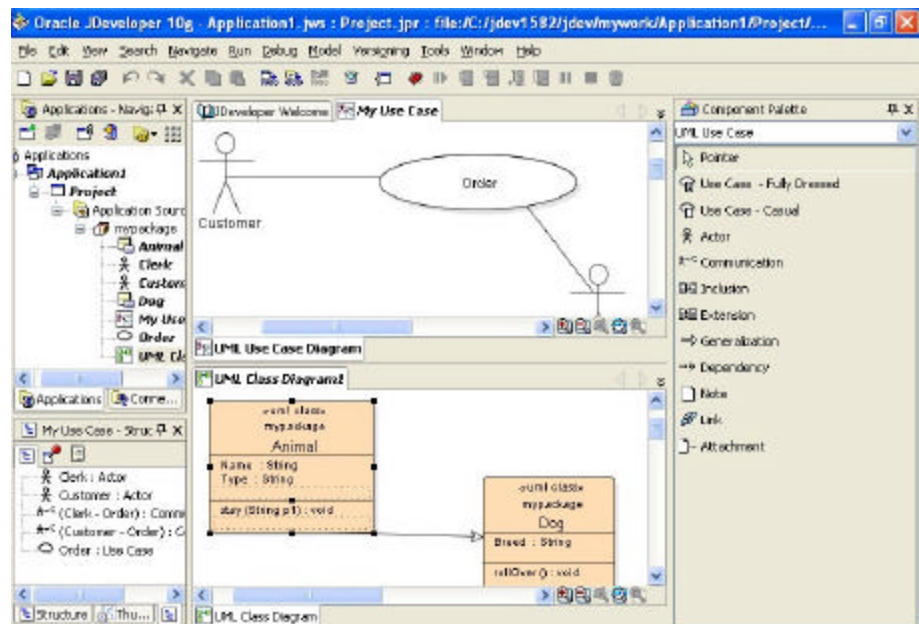 Oracle JDeveloper 10g - Application1.jws : Project.jpr : file:/C:/jdev1582/jdev/mywork/Application1/Project/...
File Edit View Search Navigate Run Debug Model Versioning Tools Window Help
Applications - Naviga
Applications
Application1
Project
Application Sourc
mypackage
Animal
Clerk
Custom
Dog
My Use
Order
UML Cla
Applications
Conne...
My Use Case - Struc
Clerk : Actor
Customer : Actor
(Clerk - Order) : Commu
(Customer - Order) : C
Order : Use Case
Structure
Thu...
JDeveloper Welcome
My Use Case
Customer
Order
UML Use Case Diagram
UML Class Diagram1
«uml class»
mypackage
Animal
Name : String
Type : String
stay (String p1) : void
«uml class»
mypackage
Dog
Breed : String
rollOver () : void
UML Class Diagram
Component Palette
UML Use Case
Pointer
Use Case - Fully Dressed
Use Case - Casual
Actor
Communication
Inclusion
Extension
Generalization
Dependency
Note
Link
Attachment